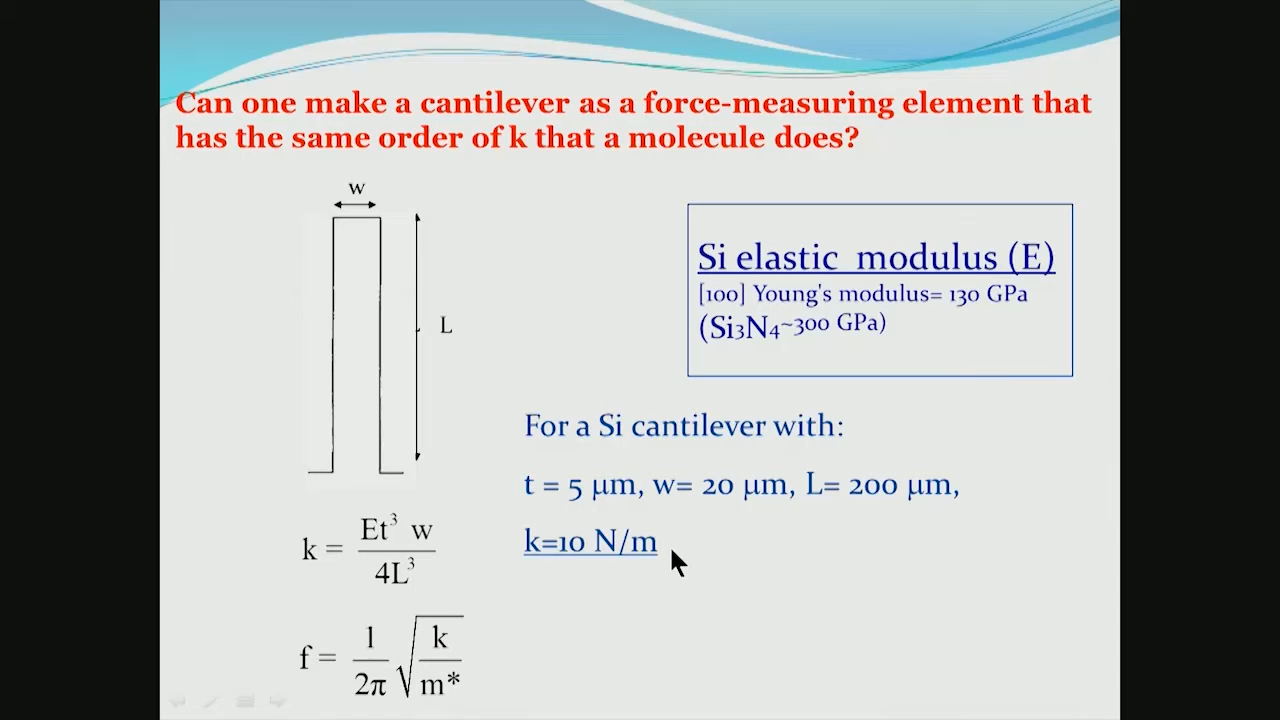 Can one make a cantilever as a force-measuring element that
has the same order of k that a molecule does?
w
L
Si elastic modulus (E)
[100] Young's modulus= 130 GPa
(Si₃N₄~300 GPa)
For a Si cantilever with:
t = 5 μm, w= 20 μm, L= 200 μm,
k=10 N/m
k = Et³ w / 4L³
f = 1/2π √(k/m*)